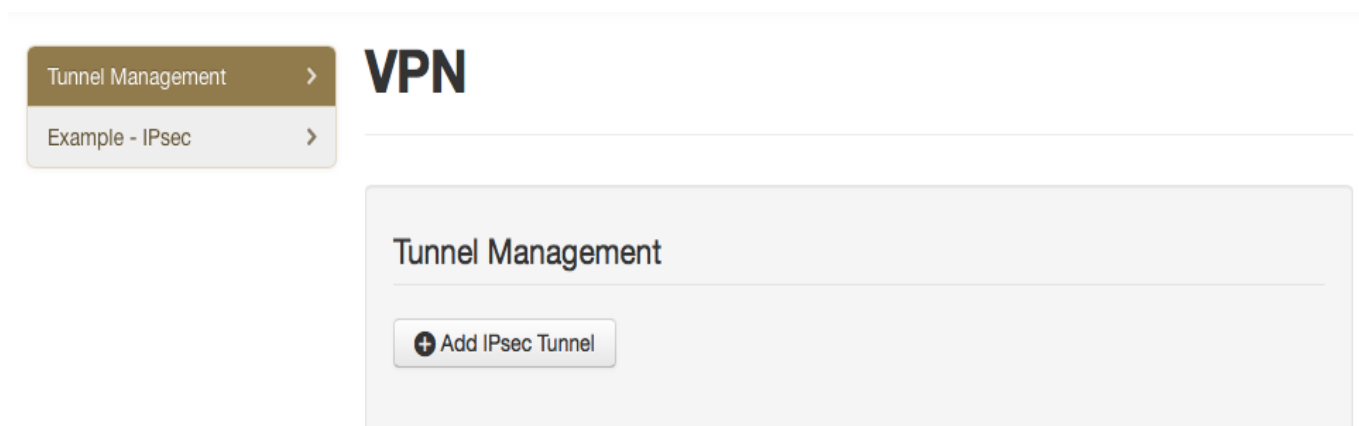 Tunnel Management
Example - IPsec
VPN
Tunnel Management
Add IPsec Tunnel